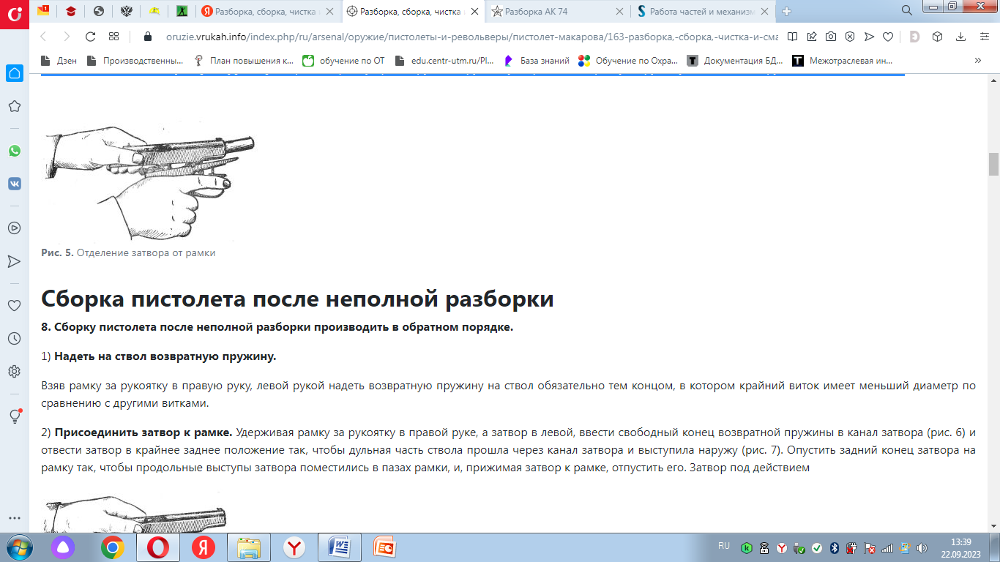 Разборка, сборка, чистка
Разборка, сборка, чистка
Разборка АК 74
Работа частей и механизм
oruzie.vrukah.info/index.php/ru/arsenal/оружие/пистолеты-и-револьверы/пистолет-макарова/163-разборка,-сборка,-чистка-и-сма
Дзен
Производственны...
План повышения к...
обучение по ОТ
edu.centr-utm.ru/Pl...
База знаний
Обучение по Охра...
Документация БД...
Межотраслевая ин...
Рис. 5. Отделение затвора от рамки
Сборка пистолета после неполной разборки
8. Сборку пистолета после неполной разборки производить в обратном порядке.
1) Надеть на ствол возвратную пружину.
Взяв рамку за рукоятку в правую руку, левой рукой надеть возвратную пружину на ствол обязательно тем концом, в котором крайний виток имеет меньший диаметр по
сравнению с другими витками.
2) Присоединить затвор к рамке. Удерживая рамку за рукоятку в правой руке, а затвор в левой, ввести свободный конец возвратной пружины в канал затвора (рис. 6) и
отвести затвор в крайнее заднее положение так, чтобы дульная часть ствола прошла через канал затвора и выступила наружу (рис. 7). Опустить задний конец затвора на
рамку так, чтобы продольные выступы затвора поместились в пазах рамки, и, прижимая затвор к рамке, отпустить его. Затвор под действием
RU
13:39
22.09.2023